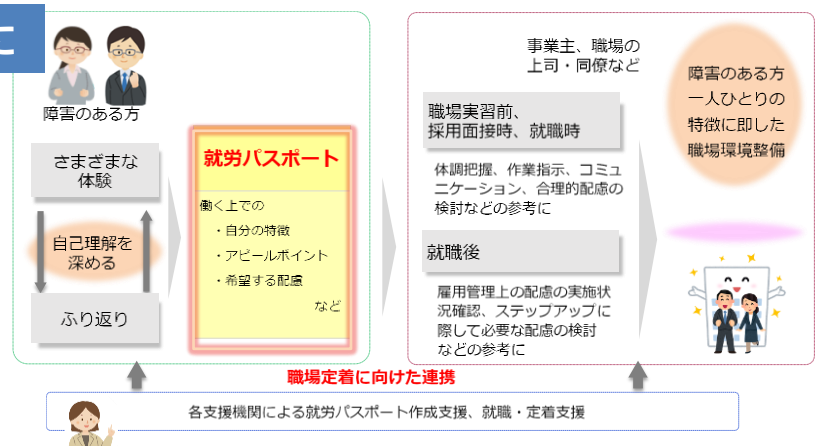 に
障害のある方
さまざまな
体験
自己理解を
深める
ふり返り
就労パスポート
働く上での
・自分の特徴
・アピールポイント
・希望する配慮
など
事業主、職場の
上司・同僚など
職場実習前、
採用面接時、就職時
体調把握、作業指示、コミュ
ニケーション、合理的配慮の
検討などの参考に
就職後
雇用管理上の配慮の実施状
況確認、ステップアップに
際して必要な配慮の検討
などの参考に
障害のある方
一人ひとりの
特徴に即した
職場環境整備
職場定着に向けた連携
各支援機関による就労パスポート作成支援、就職・定着支援